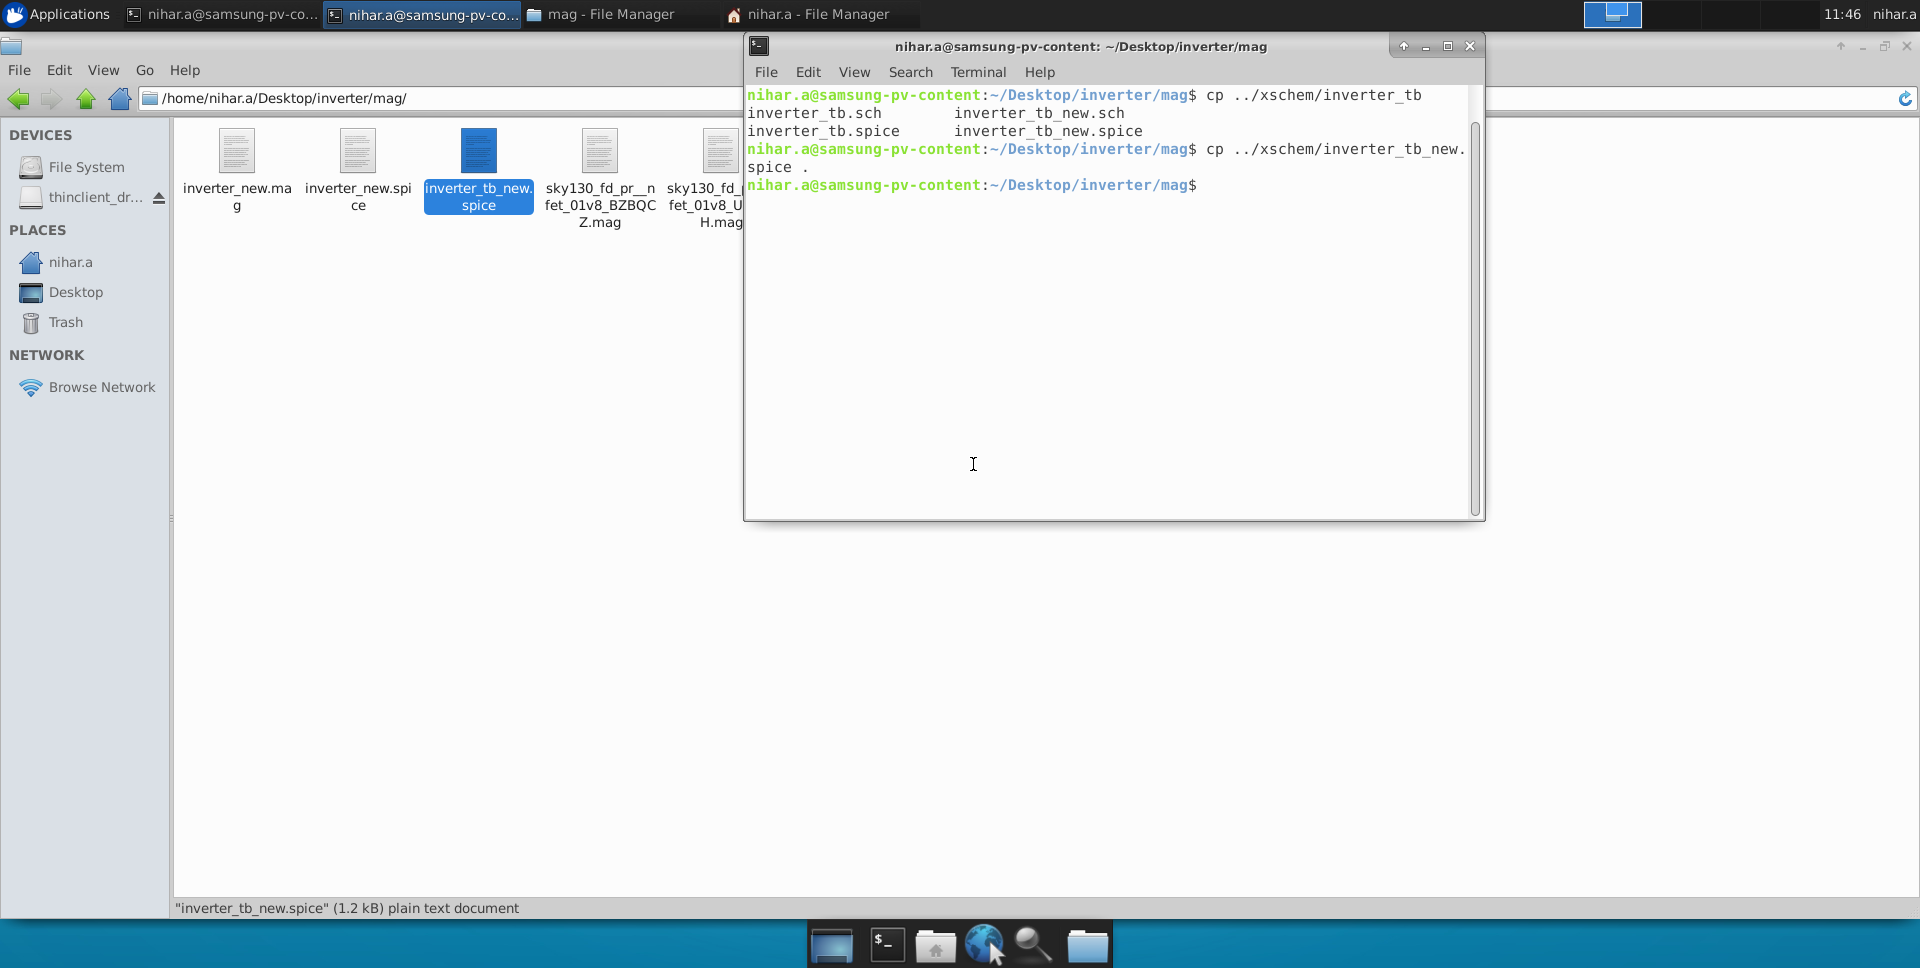 Applications nihar.a@samsung-pv-co... nihar.a@samsung-pv-co... mag - File Manager nihar.a - File Manager 11:46 nihar.a
File Edit View Go Help
/home/nihar.a/Desktop/inverter/mag/
DEVICES
File System
thinclient_dr...
PLACES
nihar.a
Desktop
Trash
NETWORK
Browse Network
inverter_new.ma
g
inverter_new.spi
ce
inverter_tb_new.
spice
sky130_fd_pr__n
fet_01v8_BZBQC
Z.mag
sky130_fd_
fet_01v8_U
H.mag
"inverter_tb_new.spice" (1.2 kB) plain text document
nihar.a@samsung-pv-content: ~/Desktop/inverter/mag
File Edit View Search Terminal Help
nihar.a@samsung-pv-content:~/Desktop/inverter/mag$ cp ../xschem/inverter_tb
inverter_tb.sch inverter_tb_new.sch
inverter_tb.spice inverter_tb_new.spice
nihar.a@samsung-pv-content:~/Desktop/inverter/mag$ cp ../xschem/inverter_tb_new.
spice .
nihar.a@samsung-pv-content:~/Desktop/inverter/mag$
$-